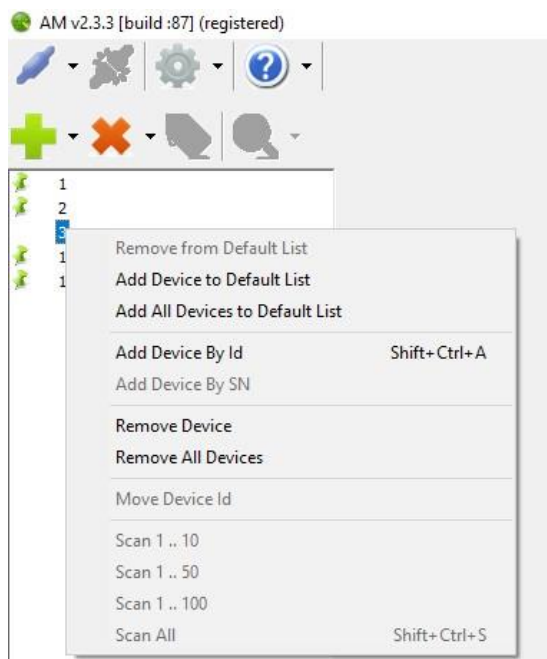 AM v2.3.3 [build :87] (registered)
1
2
3
1
1
Remove from Default List
Add Device to Default List
Add All Devices to Default List
Add Device By Id Shift+Ctrl+A
Add Device By SN
Remove Device
Remove All Devices
Move Device Id
Scan 1 .. 10
Scan 1 .. 50
Scan 1 .. 100
Scan All Shift+Ctrl+S